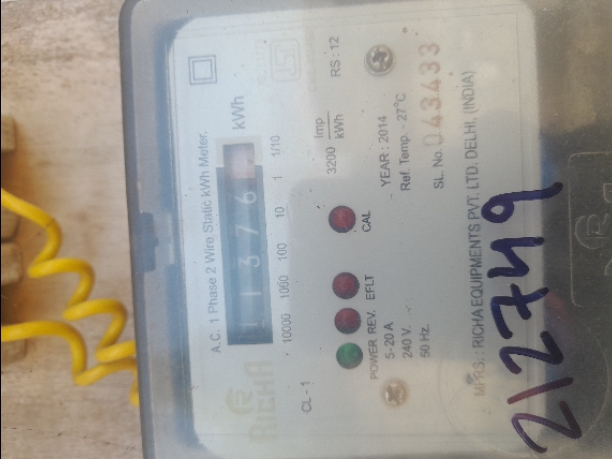 A.C. 1 Phase 2 Wire Static kWh Meter.
1 1 3 7 6
kWh
10000 1000 100 10 1 1/10
RICHA
CL - 1
3200 Imp
kWh
RS : 12
POWER REV. EFLT CAL
5-20 A
240 V.
50 Hz.
YEAR : 2014
Ref. Temp. - 27°C
SL. No. 043433
MFRS. : RICHA EQUIPMENTS PVT. LTD. DELHI, (INDIA)
212749